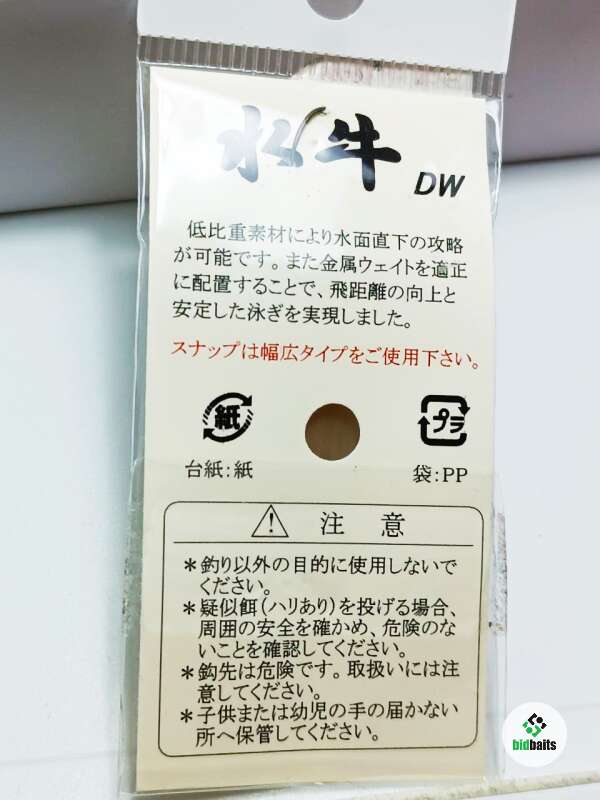 水牛 DW
低比重素材により水面直下の攻略
が可能です。また金属ウェイトを適正
に配置することで、飛距離の向上と
安定した泳ぎを実現しました。
スナップは幅広タイプをご使用下さい。
紙 プラ
台紙:紙 袋:PP
注 意
*釣り以外の目的に使用しないで
ください。
*疑似餌(ハリあり)を投げる場合、
周囲の安全を確かめ、危険のな
いことを確認してください。
*鈎先は危険です。取扱いには注
意してください。
*子供または幼児の手の届かない
所へ保管してください。
bidbaits